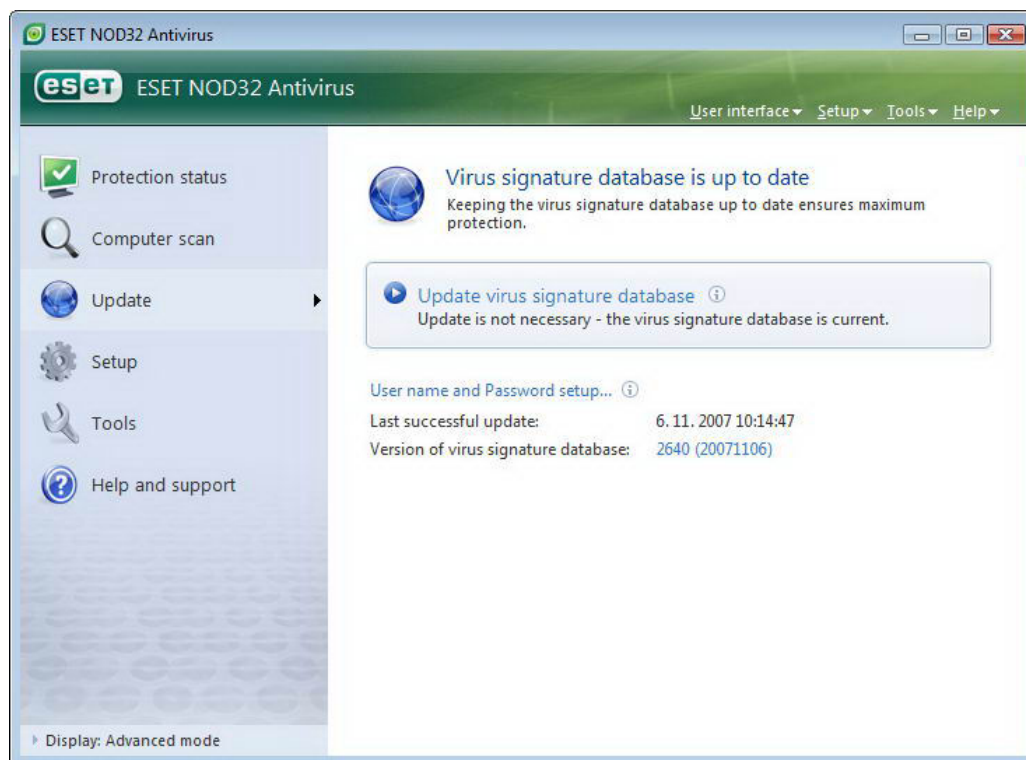 ESET NOD32 Antivirus
eset ESET NOD32 Antivirus
User interface Setup Tools Help
Protection status
Computer scan
Update
Setup
Tools
Help and support
Display: Advanced mode
Virus signature database is up to date
Keeping the virus signature database up to date ensures maximum
protection.
Update virus signature database
Update is not necessary - the virus signature database is current.
User name and Password setup...
Last successful update: 6. 11. 2007 10:14:47
Version of virus signature database: 2640 (20071106)